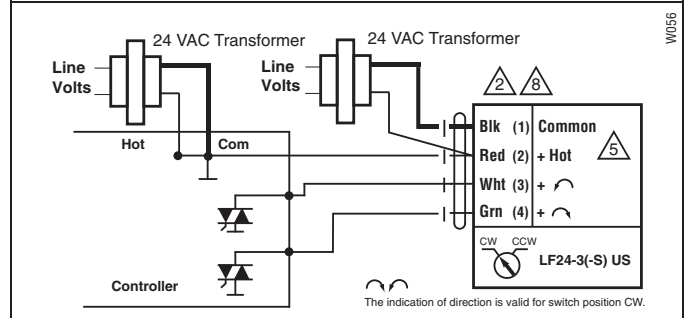 W056
24 VAC Transformer
24 VAC Transformer
Line
Volts
Line
Volts
2
8
Hot
Com
Blk (1) Common
5
Red (2) + Hot
Wht (3) +
Grn (4) +
CW CCW
LF24-3(-S) US
Controller
The indication of direction is valid for switch position CW.